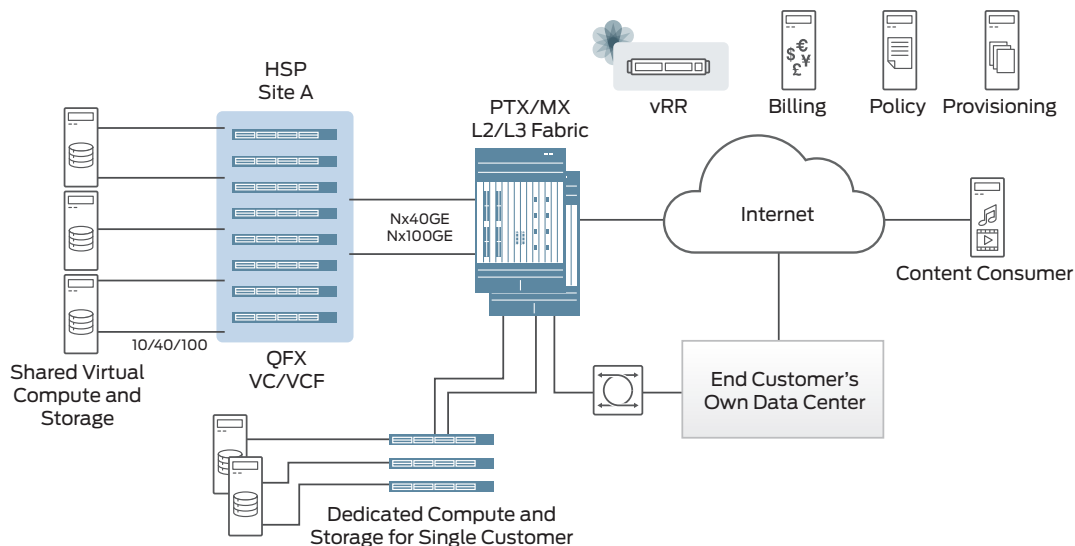 HSP
Site A
PTX/MX
L2/L3 Fabric
vRR
$€
£¥
Billing
Policy
Provisioning
Nx40GE
Nx100GE
Internet
Content Consumer
10/40/100
Shared Virtual
Compute and
Storage
QFX
VC/VCF
End Customer's
Own Data Center
Dedicated Compute and
Storage for Single Customer